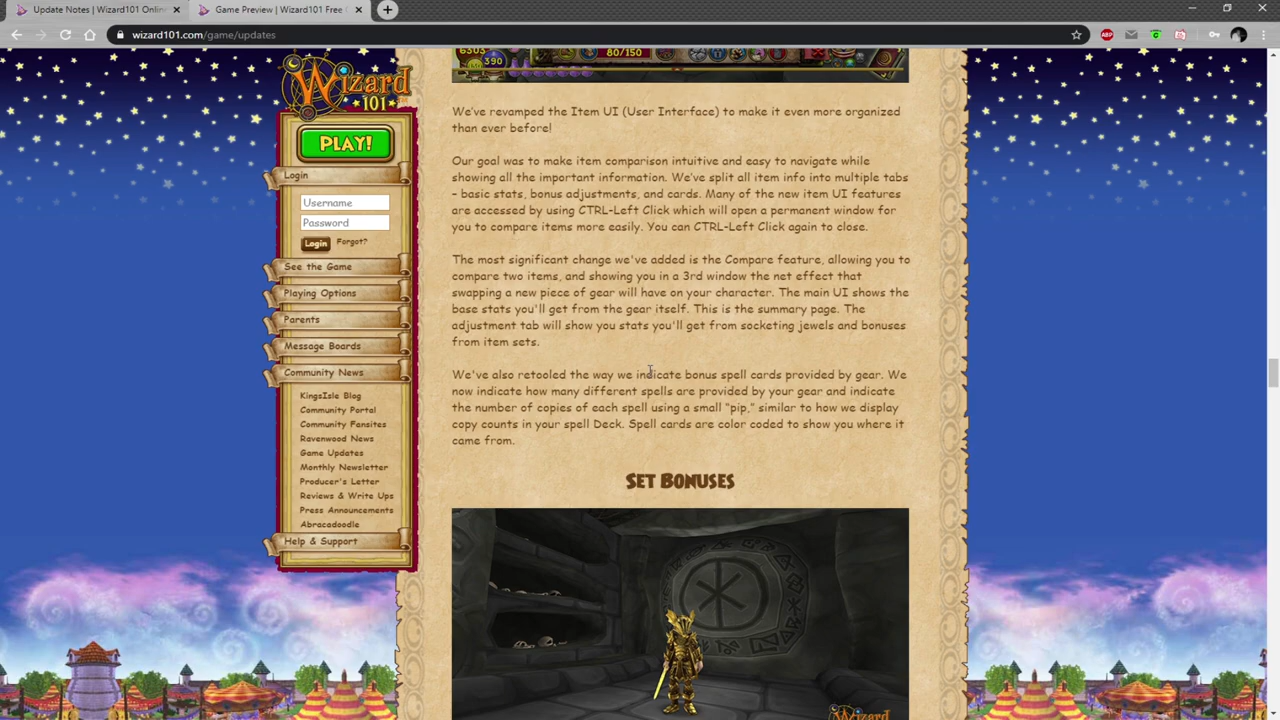 Update Notes | Wizard101 Onlin
Game Preview | Wizard101 Free
wizard101.com/game/updates
ABP
Wizard
101
PLAY!
Login
Username
Password
Login Forgot?
See the Game
Playing Options
Parents
Message Boards
Community News
KingsIsle Blog
Community Portal
Community Fansites
Ravenwood News
Game Updates
Monthly Newsletter
Producer's Letter
Reviews & Write Ups
Press Announcements
Abracadoodle
Help & Support
6303
390
80/150
We've revamped the Item UI (User Interface) to make it even more organized
than ever before!
Our goal was to make item comparison intuitive and easy to navigate while
showing all the important information. We've split all item info into multiple tabs
– basic stats, bonus adjustments, and cards. Many of the new item UI features
are accessed by using CTRL-Left Click which will open a permanent window for
you to compare items more easily. You can CTRL-Left Click again to close.
The most significant change we've added is the Compare feature, allowing you to
compare two items, and showing you in a 3rd window the net effect that
swapping a new piece of gear will have on your character. The main UI shows the
base stats you'll get from the gear itself. This is the summary page. The
adjustment tab will show you stats you'll get from socketing jewels and bonuses
from item sets.
We've also retooled the way we indicate bonus spell cards provided by gear. We
now indicate how many different spells are provided by your gear and indicate
the number of copies of each spell using a small "pip," similar to how we display
copy counts in your spell Deck. Spell cards are color coded to show you where it
came from.
SET BONUSES
Wizard